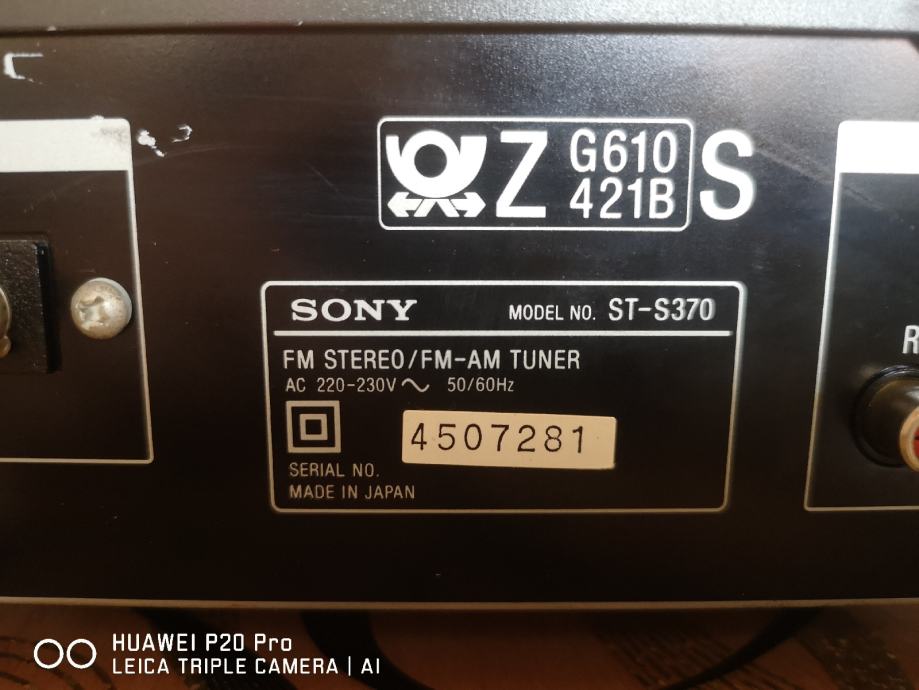 Z G610 S
421B
SONY MODEL NO. ST-S370
FM STEREO/FM-AM TUNER
AC 220-230V ~ 50/60Hz
4507281
SERIAL NO.
MADE IN JAPAN
R
HUAWEI P20 Pro
LEICA TRIPLE CAMERA | AI